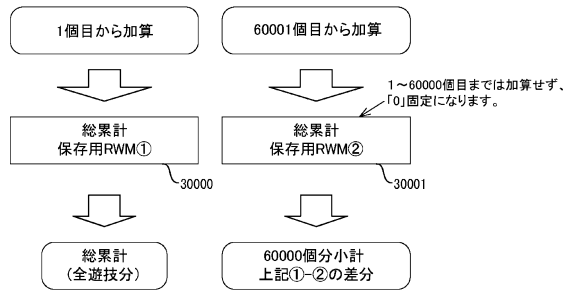 1個目から加算
60001個目から加算
1~60000個目までは加算せず、
「0」固定になります。
総累計
保存用RWM①
30000
総累計
保存用RWM②
30001
総累計
(全遊技分)
60000個分小計
上記①-②の差分